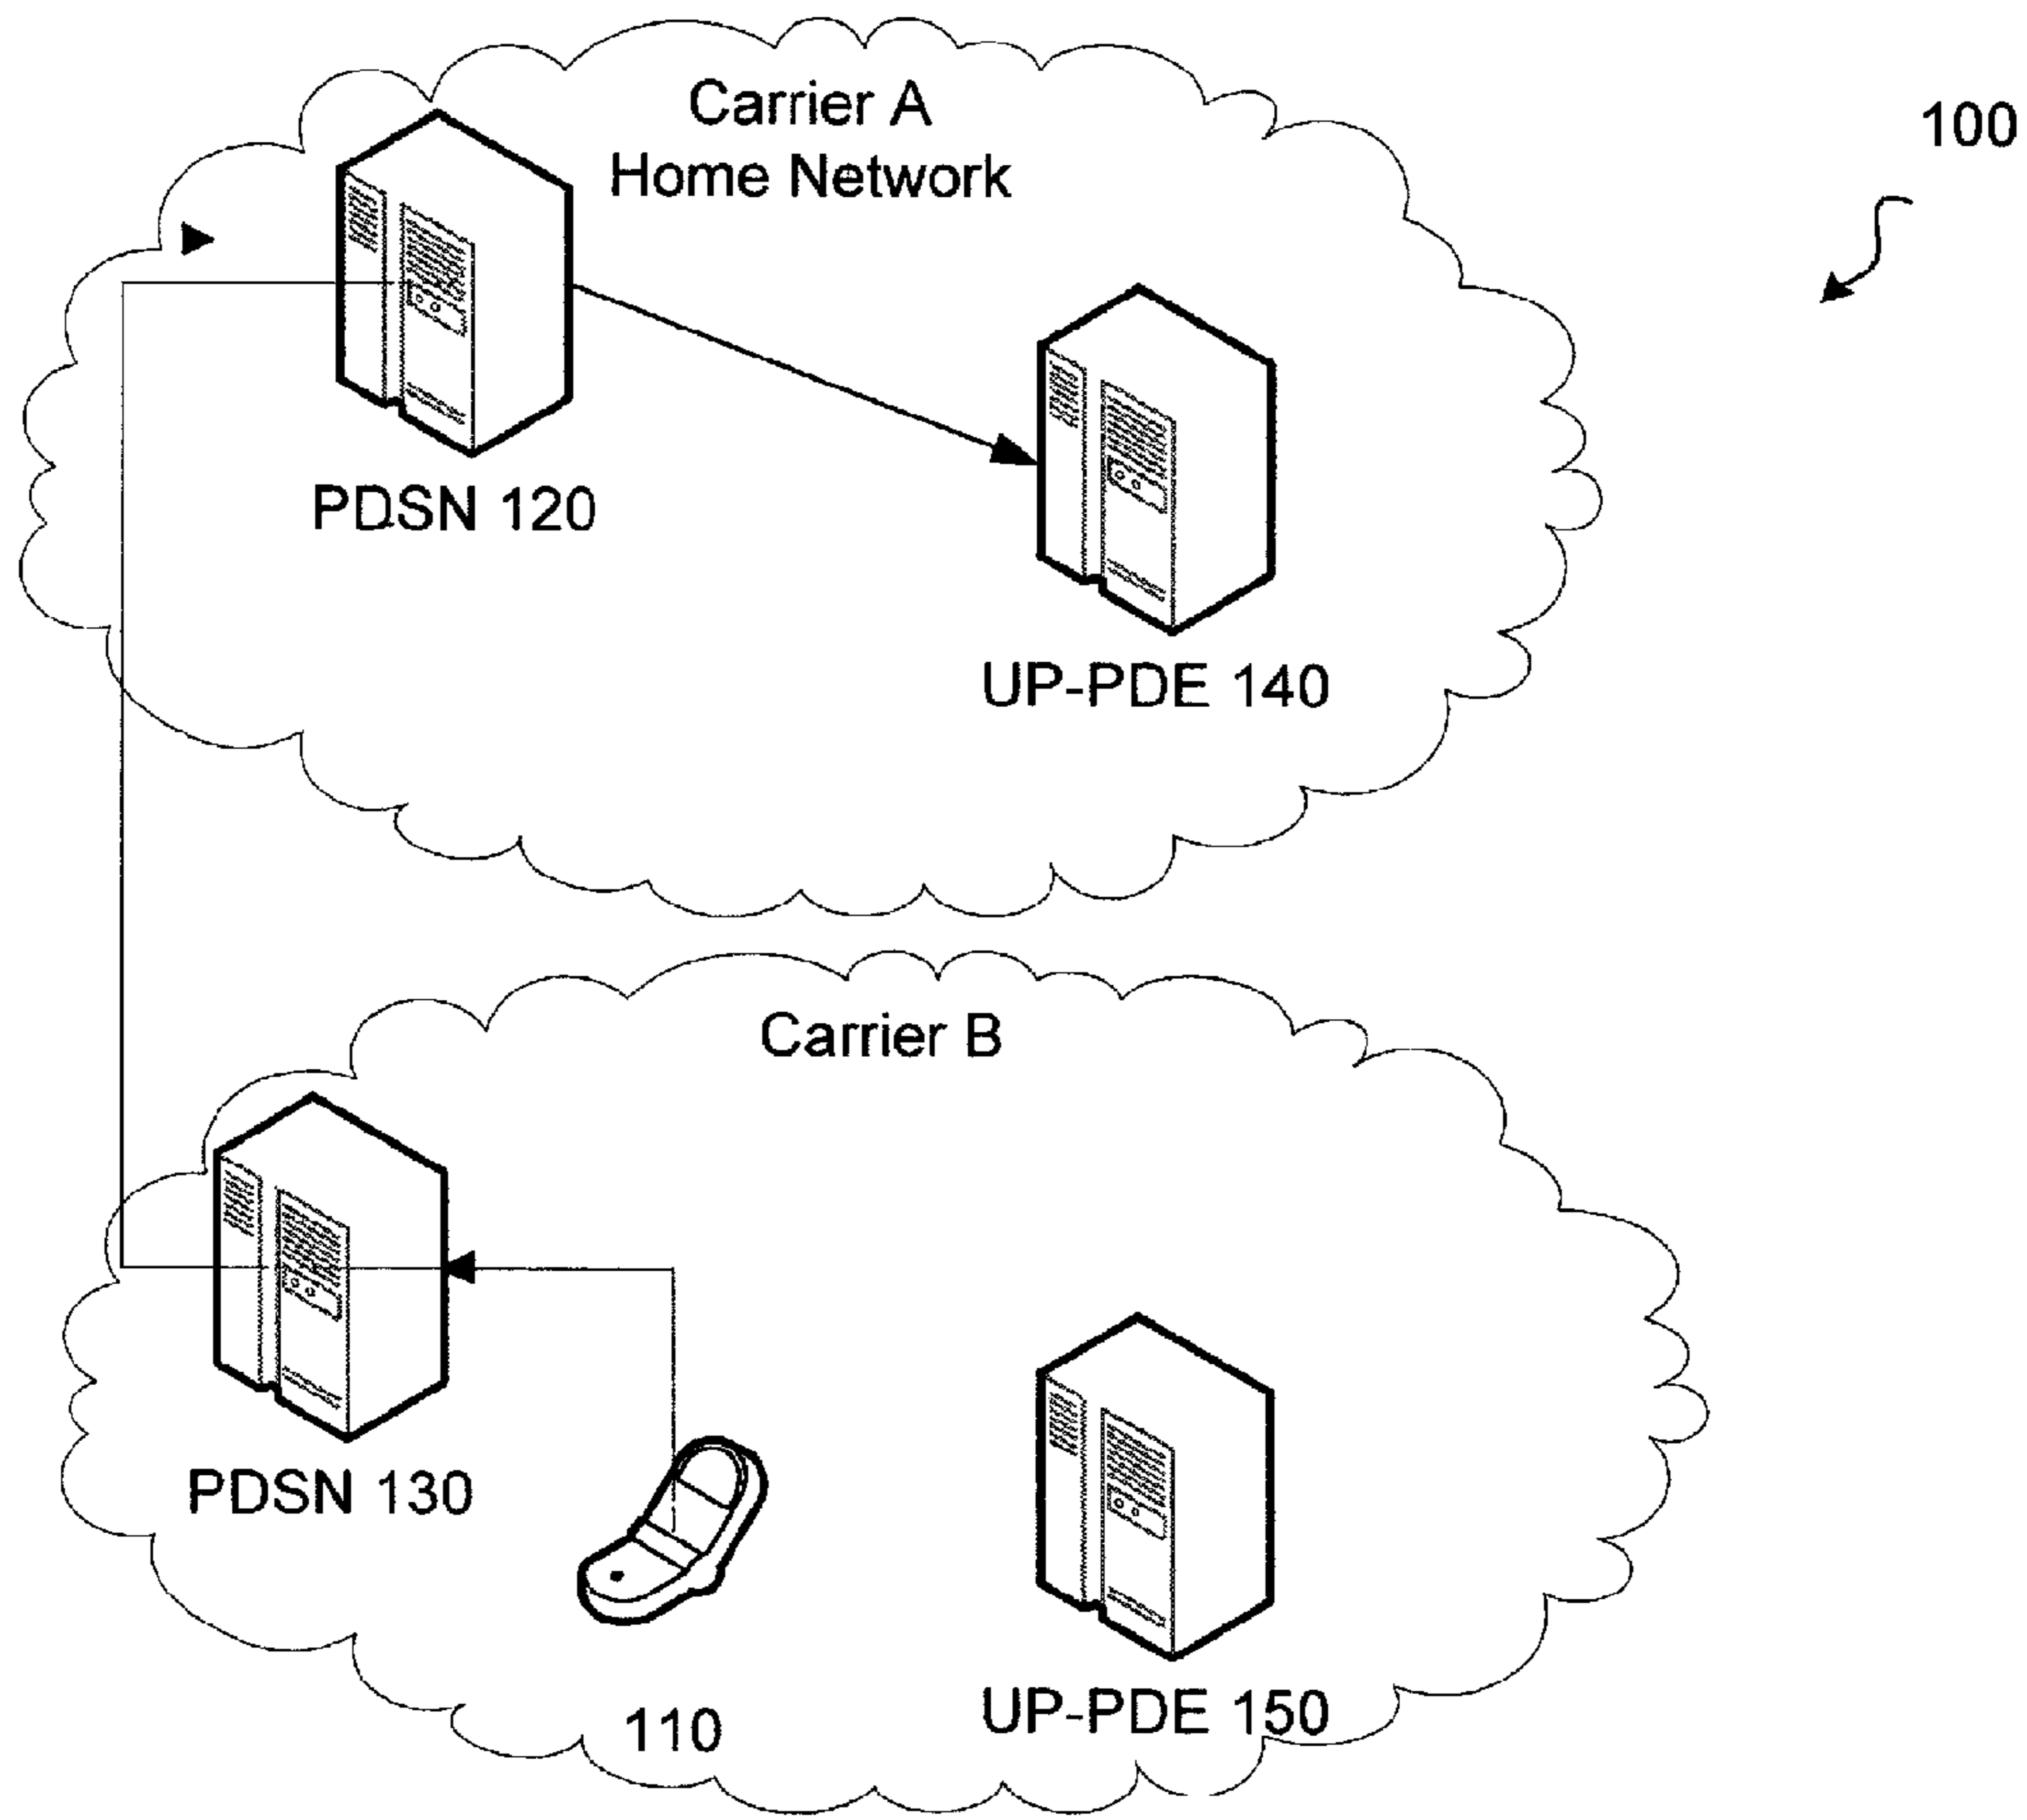 Carrier A
Home Network
100
PDSN 120
UP-PDE 140
Carrier B
PDSN 130
110
UP-PDE 150